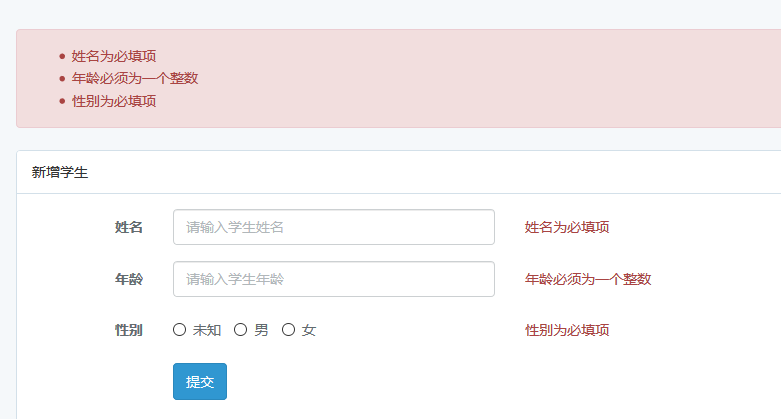 姓名为必填项
年龄必须为一个整数
性别为必填项
新增学生
姓名 请输入学生姓名 姓名为必填项
年龄 请输入学生年龄 年龄必须为一个整数
性别 未知 男 女 性别为必填项
提交